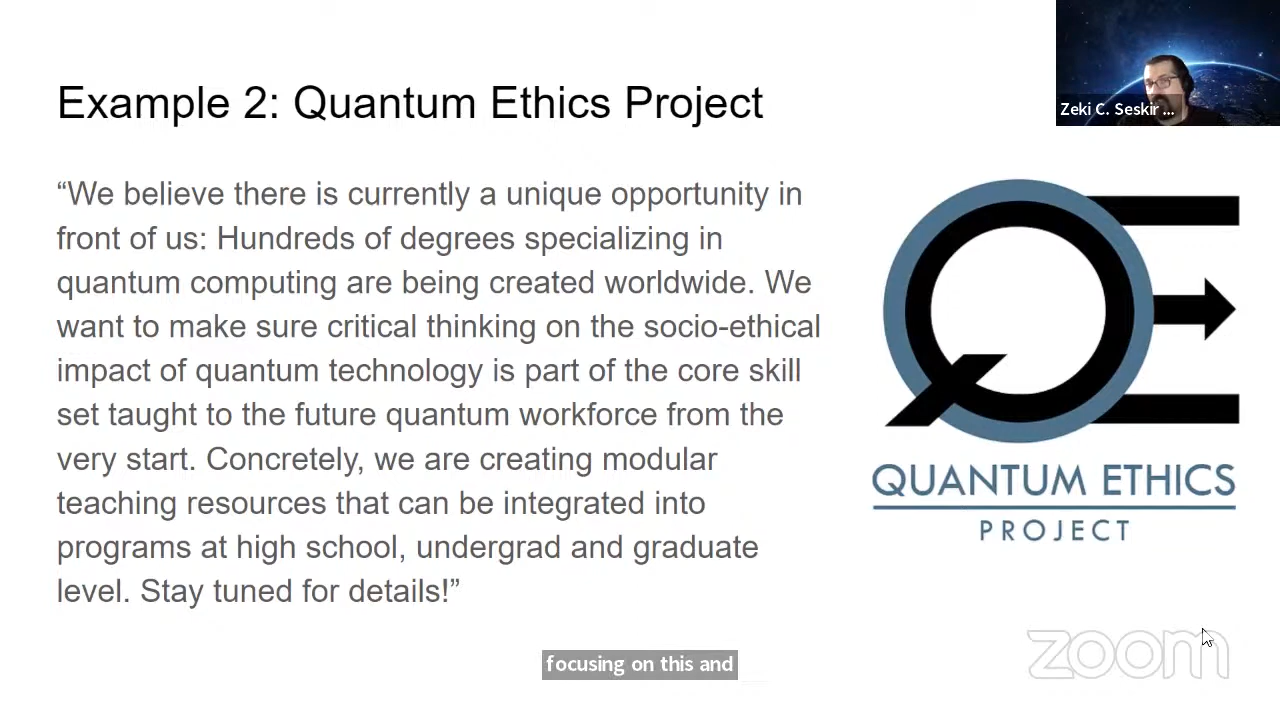 Example 2: Quantum Ethics Project
Zeki C. Seskir ...
“We believe there is currently a unique opportunity in
front of us: Hundreds of degrees specializing in
quantum computing are being created worldwide. We
want to make sure critical thinking on the socio-ethical
impact of quantum technology is part of the core skill
set taught to the future quantum workforce from the
very start. Concretely, we are creating modular
teaching resources that can be integrated into
programs at high school, undergrad and graduate
level. Stay tuned for details!”
QE
QUANTUM ETHICS
PROJECT
focusing on this and
zoom